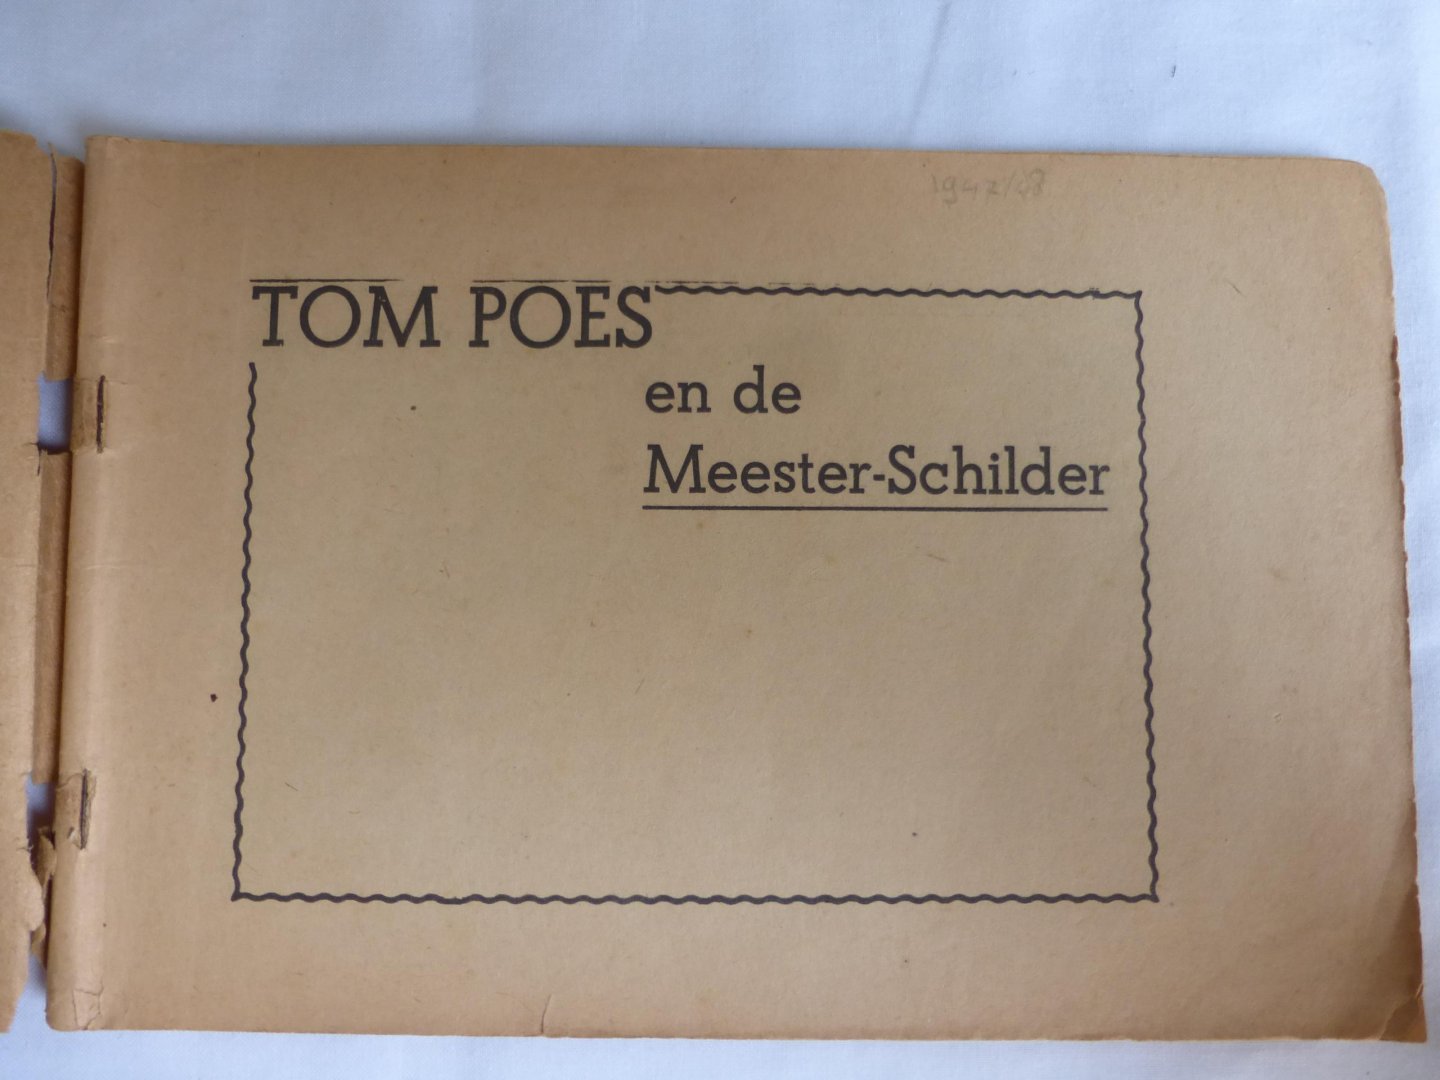 1947/48
TOM POES
en de
Meester-Schilder